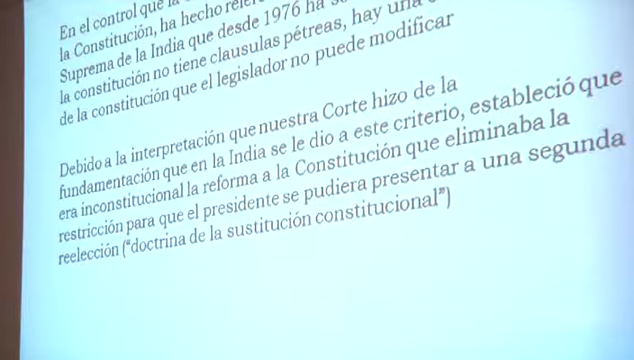 En el control que la
la Constitución, ha hecho
Suprema de la India que desde 1976 ha
la constitución no tiene clausulas pétreas, hay una
de la constitución que el legislador no puede modificar
Debido a la interpretación que nuestra Corte hizo de la
fundamentación que en la India se le dio a este criterio, estableció que
era inconstitucional la reforma a la Constitución que eliminaba la
restricción para que el presidente se pudiera presentar a una segunda
reelección (“doctrina de la sustitución constitucional”)